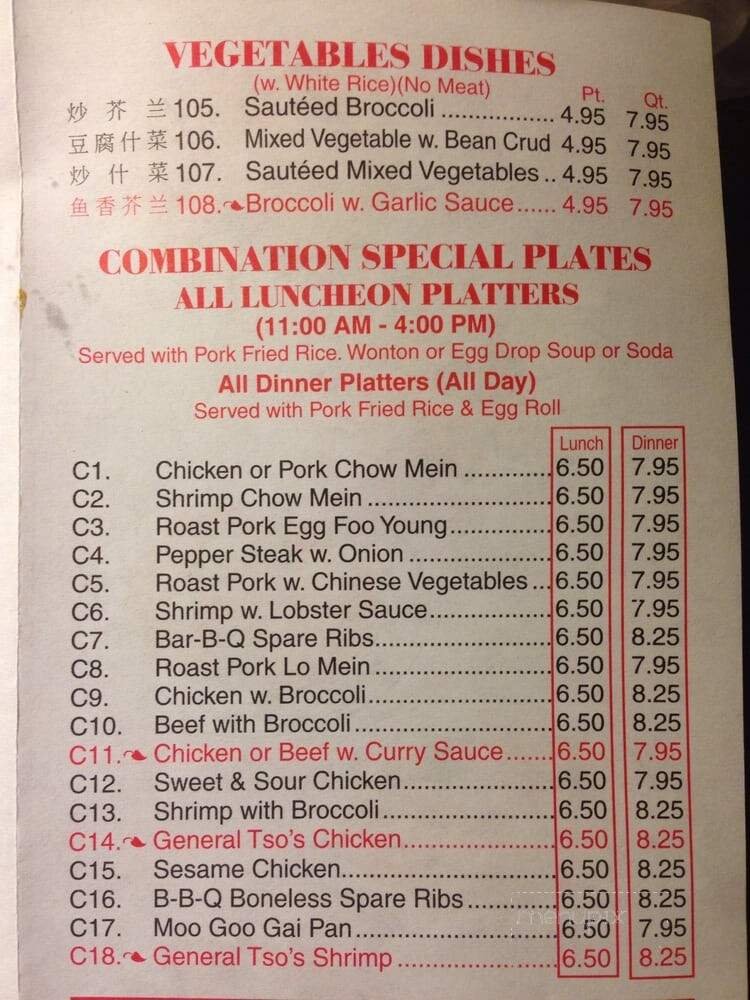 VEGETABLES DISHES
(w. White Rice)(No Meat)
Pt. Qt.
炒 芥 兰 105. Sautéed Broccoli ................. 4.95 7.95
豆腐什菜 106. Mixed Vegetable w. Bean Crud 4.95 7.95
炒 什 菜 107. Sautéed Mixed Vegetables .. 4.95 7.95
鱼香芥兰 108. Broccoli w. Garlic Sauce...... 4.95 7.95
COMBINATION SPECIAL PLATES
ALL LUNCHEON PLATTERS
(11:00 AM - 4:00 PM)
Served with Pork Fried Rice. Wonton or Egg Drop Soup or Soda
All Dinner Platters (All Day)
Served with Pork Fried Rice & Egg Roll
Lunch Dinner
C1. Chicken or Pork Chow Mein ............. 6.50 7.95
C2. Shrimp Chow Mein ........................... 6.50 7.95
C3. Roast Pork Egg Foo Young............... 6.50 7.95
C4. Pepper Steak w. Onion ..................... 6.50 7.95
C5. Roast Pork w. Chinese Vegetables ... 6.50 7.95
C6. Shrimp w. Lobster Sauce.................. 6.50 7.95
C7. Bar-B-Q Spare Ribs.......................... 6.50 8.25
C8. Roast Pork Lo Mein .......................... 6.50 7.95
C9. Chicken w. Broccoli........................... 6.50 8.25
C10. Beef with Broccoli ............................ 6.50 8.25
C11. Chicken or Beef w. Curry Sauce....... 6.50 7.95
C12. Sweet & Sour Chicken...................... 6.50 7.95
C13. Shrimp with Broccoli......................... 6.50 8.25
C14. General Tso's Chicken...................... 6.50 8.25
C15. Sesame Chicken............................... 6.50 8.25
C16. B-B-Q Boneless Spare Ribs ............. 6.50 8.25
C17. Moo Goo Gai Pan ............................. 6.50 7.95
C18. General Tso's Shrimp ....................... 6.50 8.25
menupix